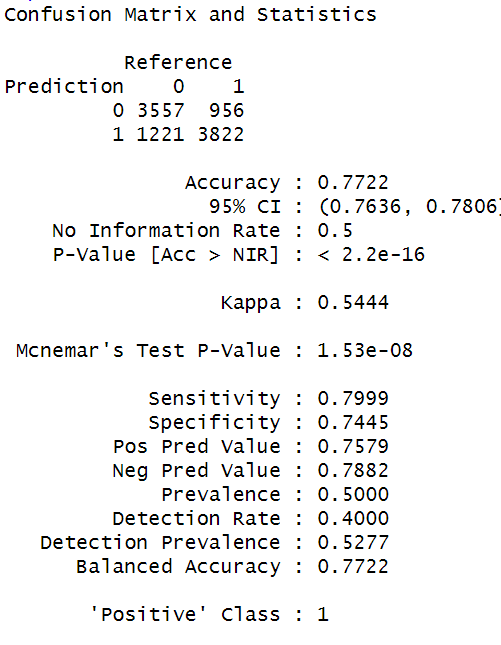 Confusion Matrix and Statistics
Reference
Prediction 0 1
0 3557 956
1 1221 3822
Accuracy : 0.7722
95% CI : (0.7636, 0.7806)
No Information Rate : 0.5
P-Value [Acc > NIR] : < 2.2e-16
Kappa : 0.5444
Mcnemar's Test P-Value : 1.53e-08
Sensitivity : 0.7999
Specificity : 0.7445
Pos Pred Value : 0.7579
Neg Pred Value : 0.7882
Prevalence : 0.5000
Detection Rate : 0.4000
Detection Prevalence : 0.5277
Balanced Accuracy : 0.7722
'Positive' Class : 1